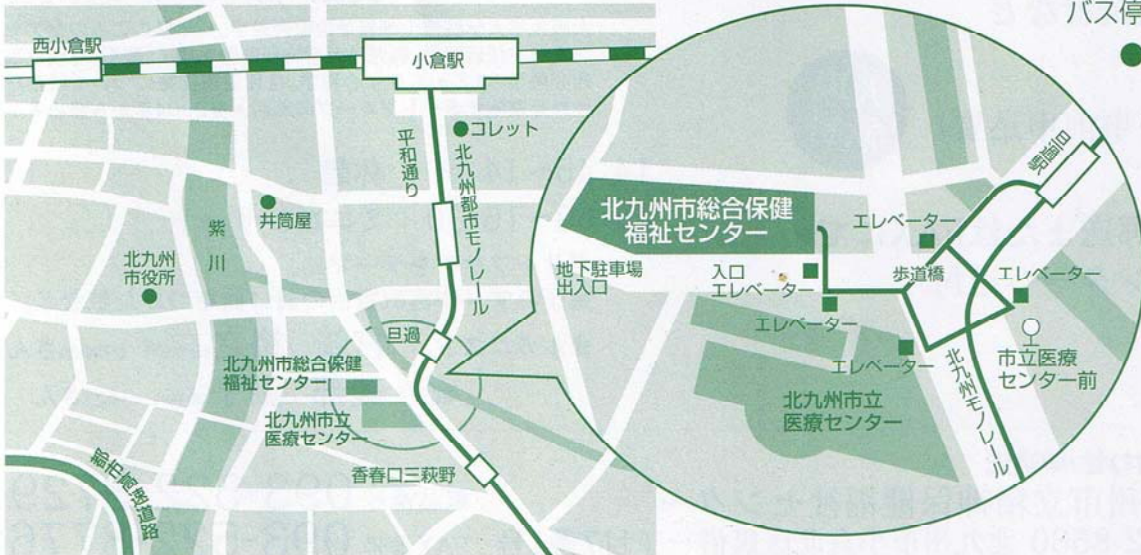 西小倉駅
小倉駅
コレット
平和通り
北九州都市モノレール
井筒屋
紫川
北九州
市役所
旦過
北九州市総合保健
福祉センター
北九州市立
医療センター
香春口三萩野
都市高速道路
バス停
旦過駅
北九州市総合保健
福祉センター
エレベーター
地下駐車場
出入口
入口
エレベーター
歩道橋
エレベーター
エレベーター
エレベーター
市立医療
センター前
北九州市立
医療センター
北九州モノレール